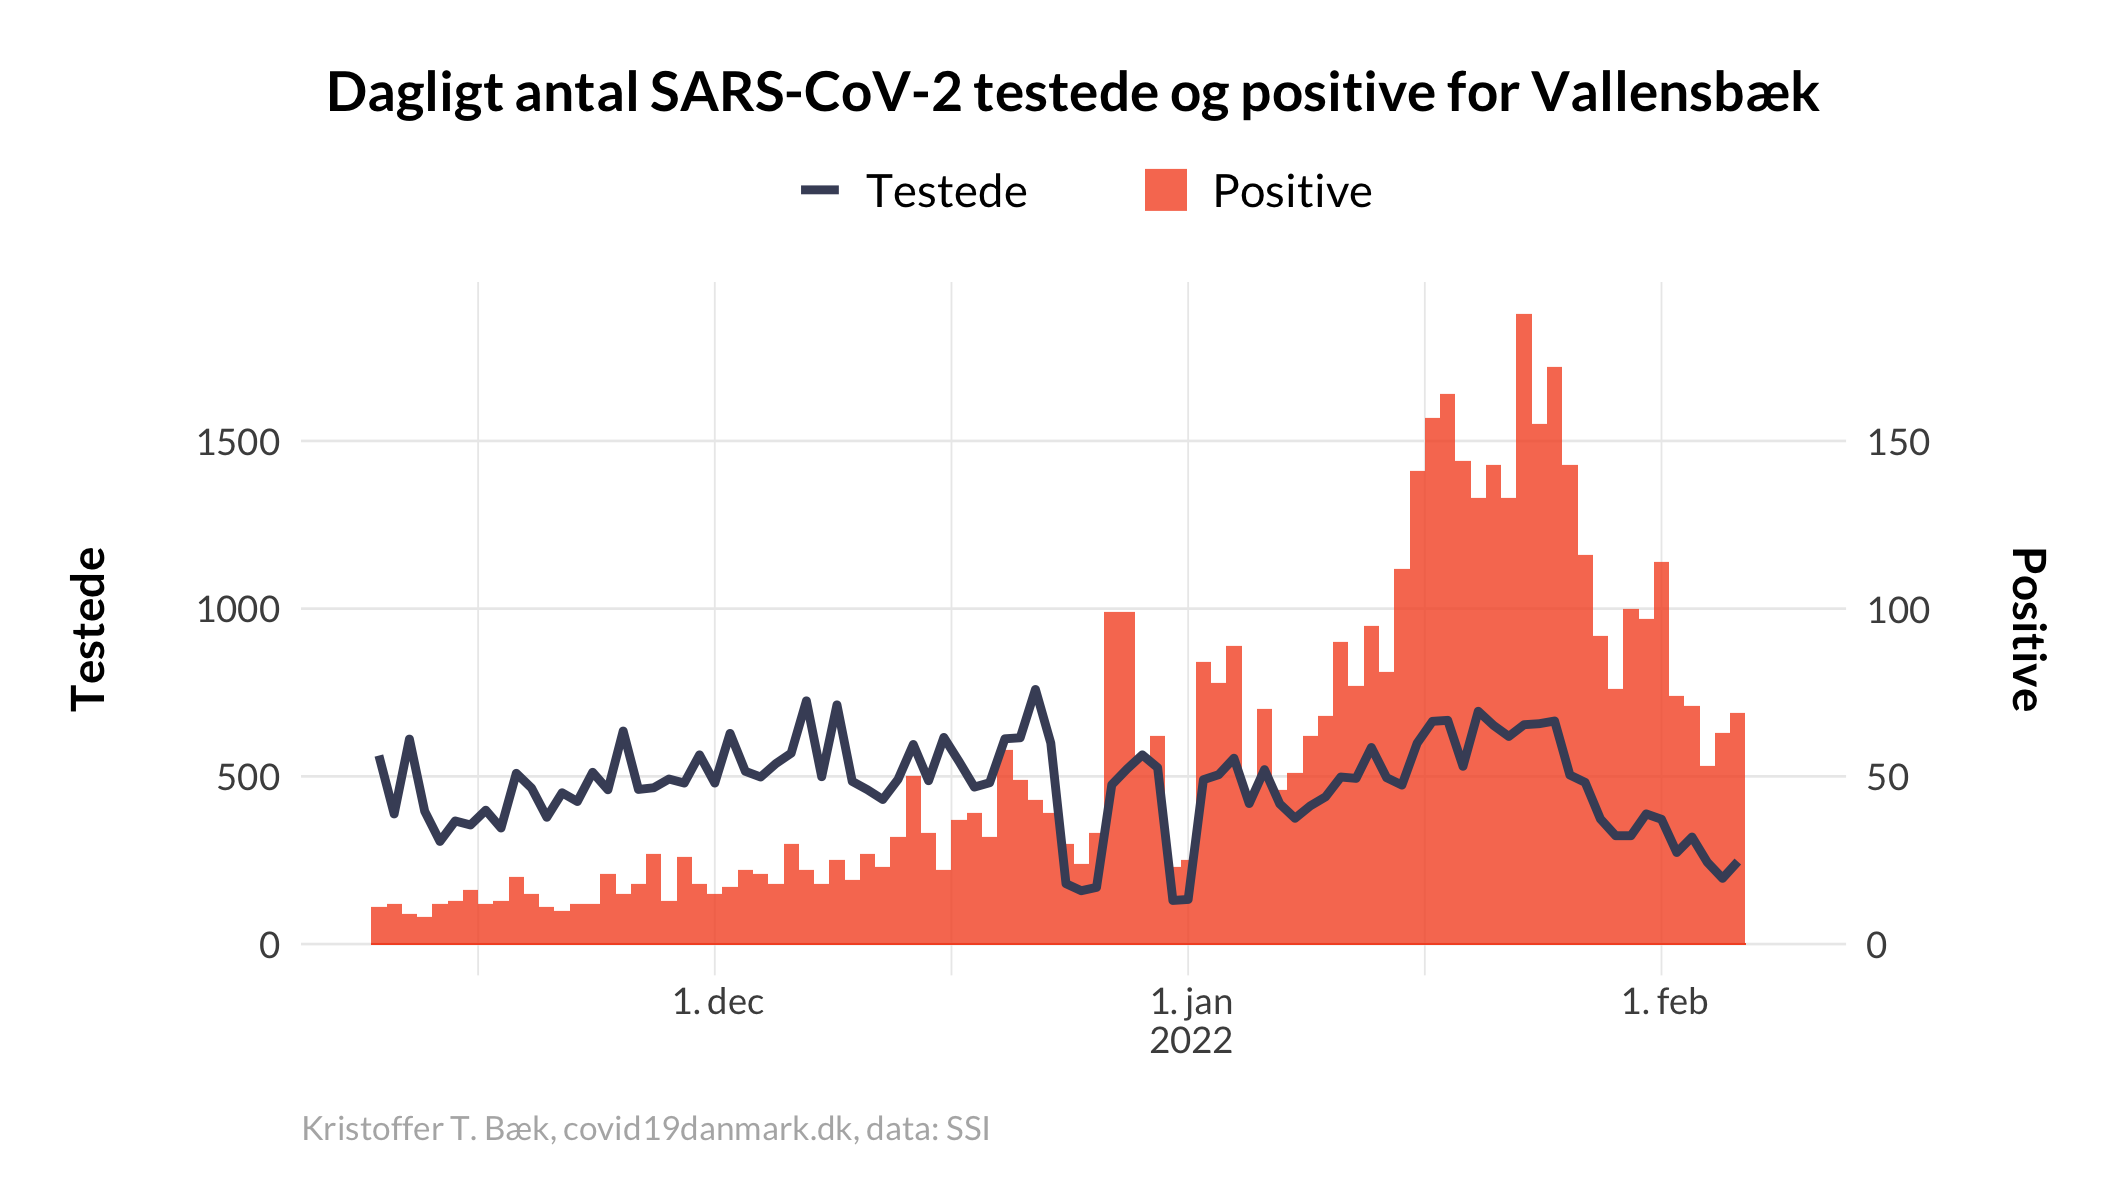 Dagligt antal SARS-CoV-2 testede og positive for Vallensbæk
Testede
Positive
1500
1000
500
0
150
100
50
0
Testede
Positive
1. dec
1. jan
2022
1. feb
Kristoffer T. Bæk, covid19danmark.dk, data: SSI